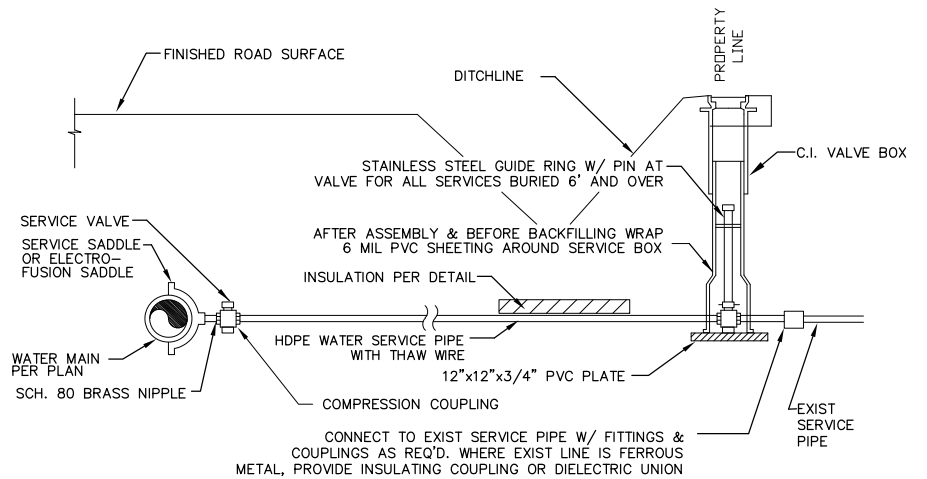 FINISHED ROAD SURFACE
DITCHLINE
PROPERTY
LINE
C.I. VALVE BOX
STAINLESS STEEL GUIDE RING W/ PIN AT
VALVE FOR ALL SERVICES BURIED 6' AND OVER
SERVICE VALVE
SERVICE SADDLE
OR ELECTRO-
FUSION SADDLE
AFTER ASSEMBLY & BEFORE BACKFILLING WRAP
6 MIL PVC SHEETING AROUND SERVICE BOX
INSULATION PER DETAIL
HDPE WATER SERVICE PIPE
WITH THAW WIRE
WATER MAIN
PER PLAN
SCH. 80 BRASS NIPPLE
12"x12"x3/4" PVC PLATE
COMPRESSION COUPLING
EXIST
SERVICE
PIPE
CONNECT TO EXIST SERVICE PIPE W/ FITTINGS &
COUPLINGS AS REQ'D. WHERE EXIST LINE IS FERROUS
METAL, PROVIDE INSULATING COUPLING OR DIELECTRIC UNION